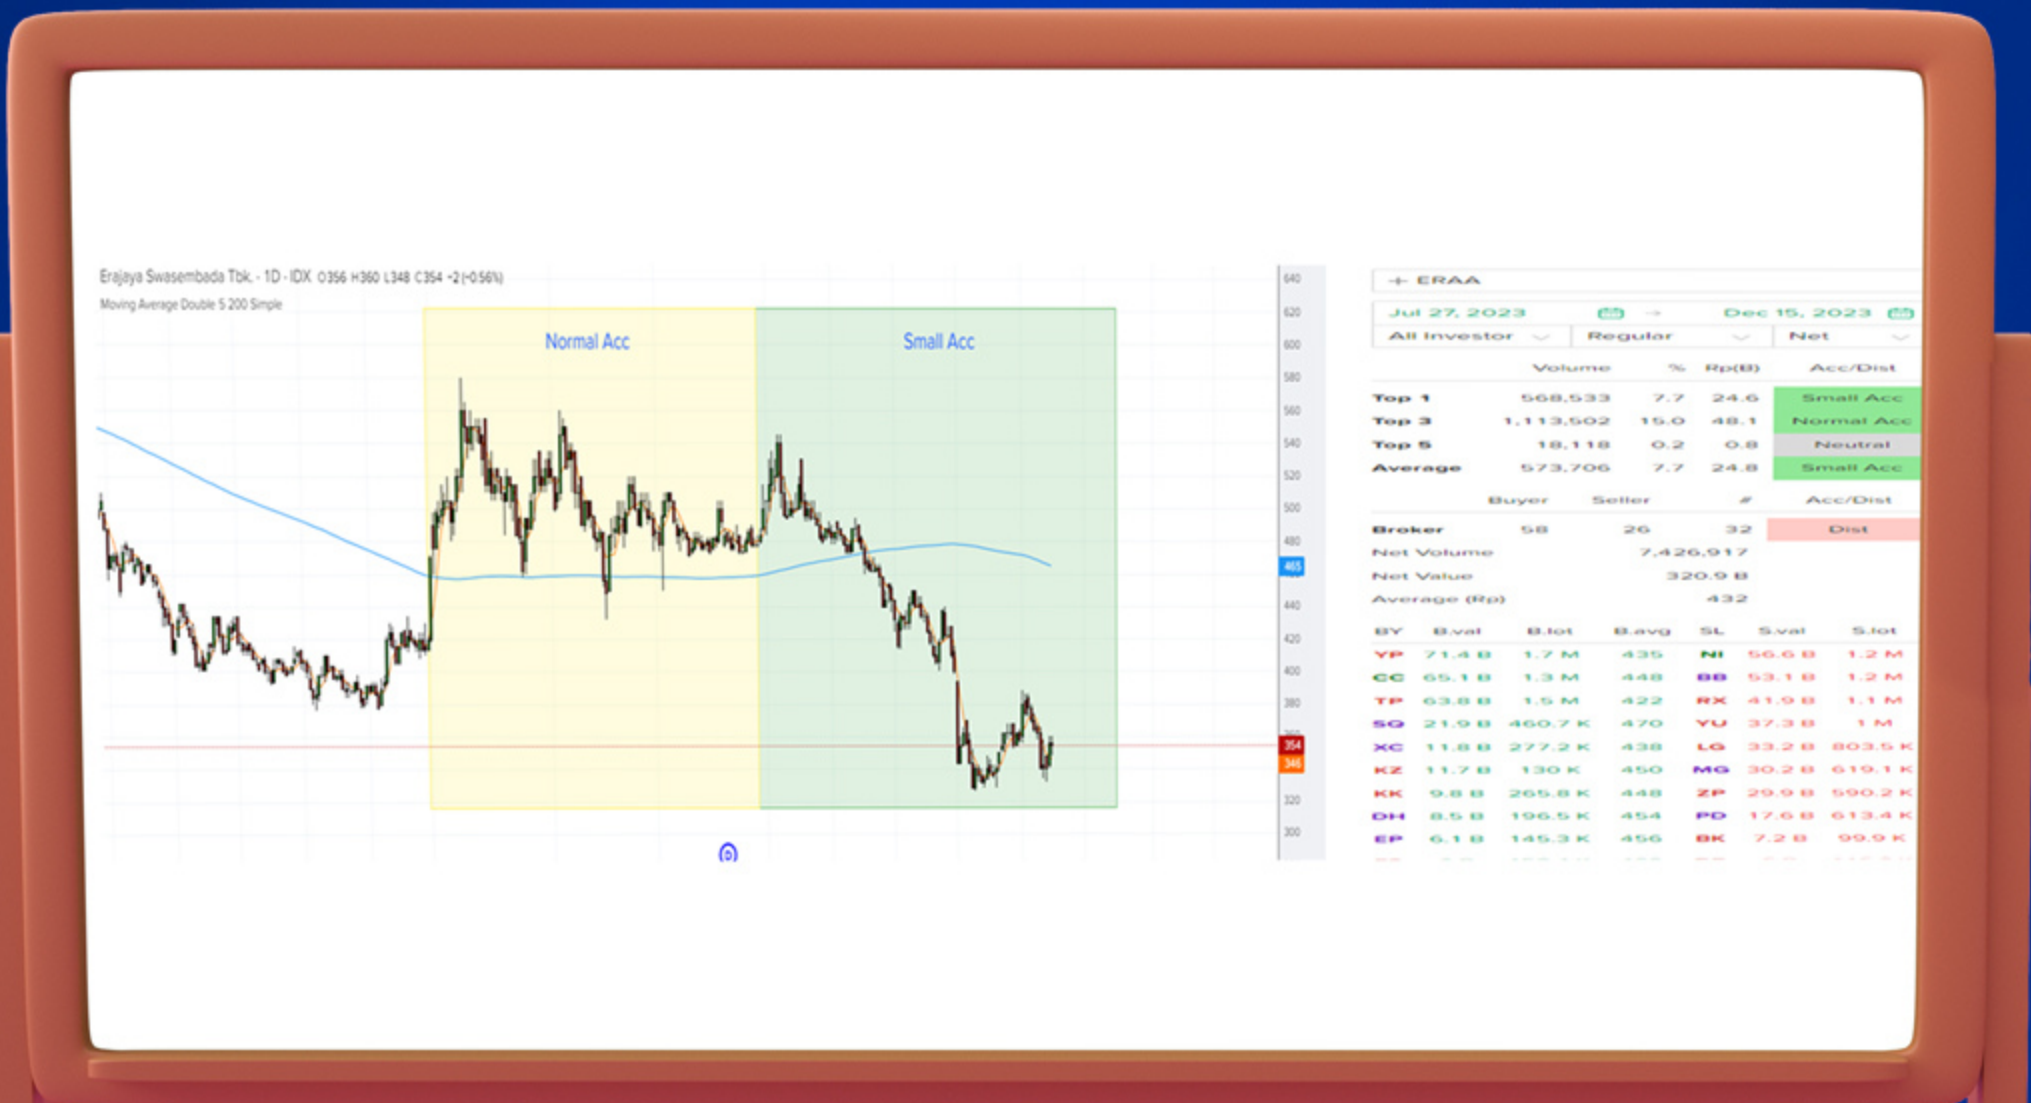 Erajaya Swasembada Tbk. - 1D - IDX O356 H360 L348 C354 -2 (-0.56%)
Moving Average Double 5 200 Simple
Normal Acc
Small Acc
640
620
600
580
560
540
520
500
480
465
440
420
400
380
354
346
320
300
D
+ ERAA
Jul 27, 2023 → Dec 15, 2023
All Investor Regular Net
Volume % Rp(B) Acc/Dist
Top 1 568,533 7.7 24.6 Small Acc
Top 3 1,113,502 15.0 48.1 Normal Acc
Top 5 18,118 0.2 0.8 Neutral
Average 573,706 7.7 24.8 Small Acc
Buyer Seller # Acc/Dist
Broker 58 26 32 Dist
Net Volume 7,426,917
Net Value 320.9 B
Average (Rp) 432
BY B.val B.lot B.avg SL S.val S.lot
YP 71.4 B 1.7 M 435 NI 56.6 B 1.2 M
CC 65.1 B 1.3 M 448 BB 53.1 B 1.2 M
TP 63.8 B 1.5 M 422 RX 41.9 B 1.1 M
SQ 21.9 B 460.7 K 470 YU 37.3 B 1 M
XC 11.8 B 277.2 K 438 LG 33.2 B 803.5 K
KZ 11.7 B 130 K 450 MG 30.2 B 619.1 K
KK 9.8 B 265.8 K 448 ZP 29.9 B 590.2 K
DH 8.5 B 196.5 K 454 PD 17.6 B 613.4 K
EP 6.1 B 145.3 K 456 BK 7.2 B 99.9 K